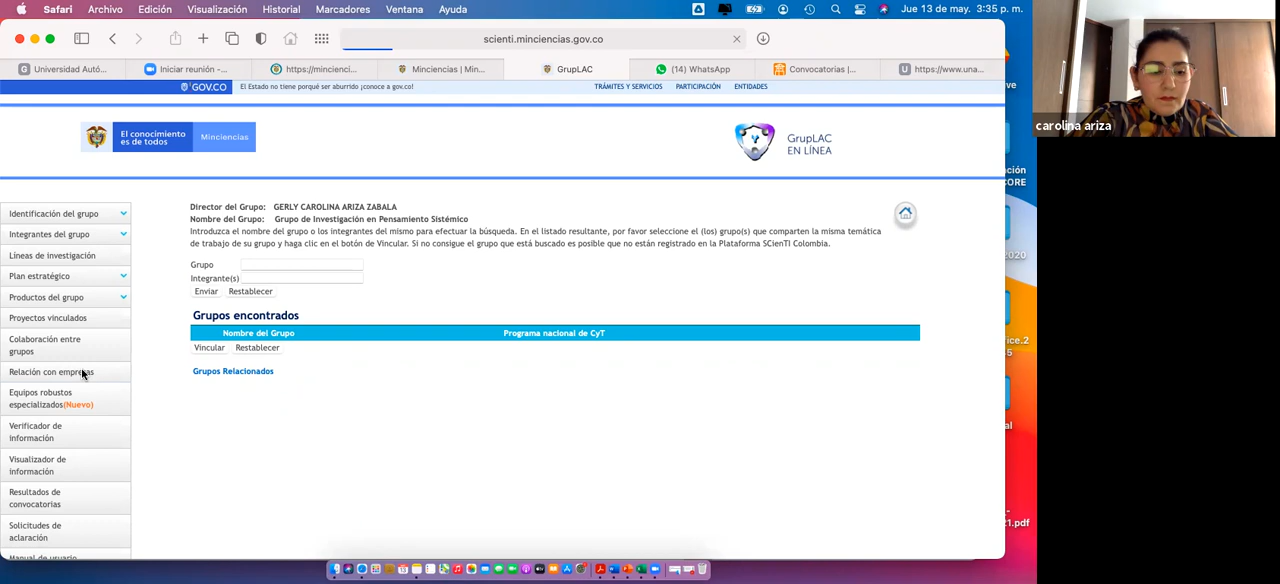 Safari Archivo Edición Visualización Historial Marcadores Ventana Ayuda
Jue 13 de may. 3:35 p. m.
scienti.minciencias.gov.co
Universidad Autó...
Iniciar reunión -...
https://mincienci...
Minciencias | Min...
GrupLAC
(14) WhatsApp
Convocatorias |...
https://www.una...
GOV.CO
El Estado no tiene porqué ser aburrido ¡conoce a gov.co!
TRÁMITES Y SERVICIOS PARTICIPACIÓN ENTIDADES
El conocimiento
es de todos
Minciencias
GrupLAC
EN LÍNEA
Identificación del grupo
Integrantes del grupo
Líneas de investigación
Plan estratégico
Productos del grupo
Proyectos vinculados
Colaboración entre
grupos
Relación con empresas
Equipos robustos
especializados(Nuevo)
Verificador de
información
Visualizador de
información
Resultados de
convocatorias
Solicitudes de
aclaración
Manual de usuario
Director del Grupo: GERLY CAROLINA ARIZA ZABALA
Nombre del Grupo: Grupo de Investigación en Pensamiento Sistémico
Introduzca el nombre del grupo o los integrantes del mismo para efectuar la búsqueda. En el listado resultante, por favor seleccione el (los) grupo(s) que comparten la misma temática
de trabajo de su grupo y haga clic en el botón de Vincular. Si no consigue el grupo que está buscado es posible que no están registrado en la Plataforma SCienTI Colombia.
Grupo
Integrante(s)
Enviar Restablecer
Grupos encontrados
Nombre del Grupo Programa nacional de CyT
Vincular Restablecer
Grupos Relacionados
carolina ariza